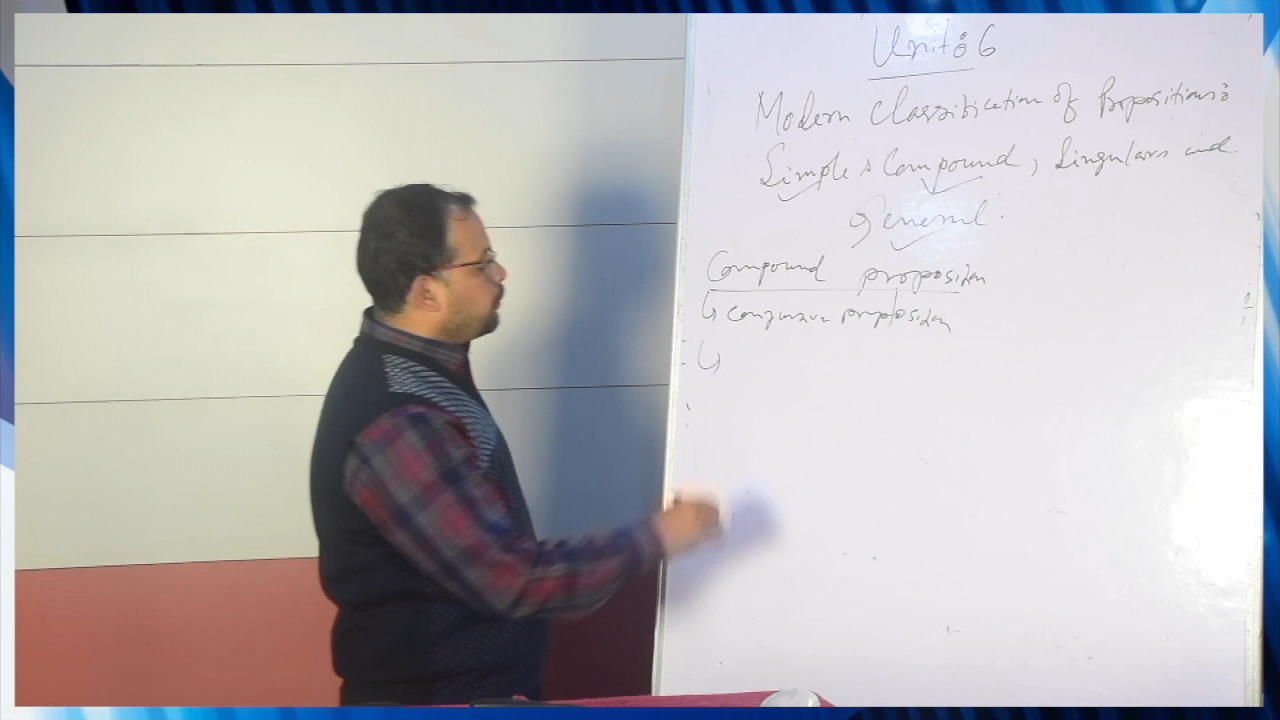 Unit: 6
Modern Classification of Propositions:
Simple & Compound, Singulars and
General.
Compound proposition
↳ conjunctive proposition
↳